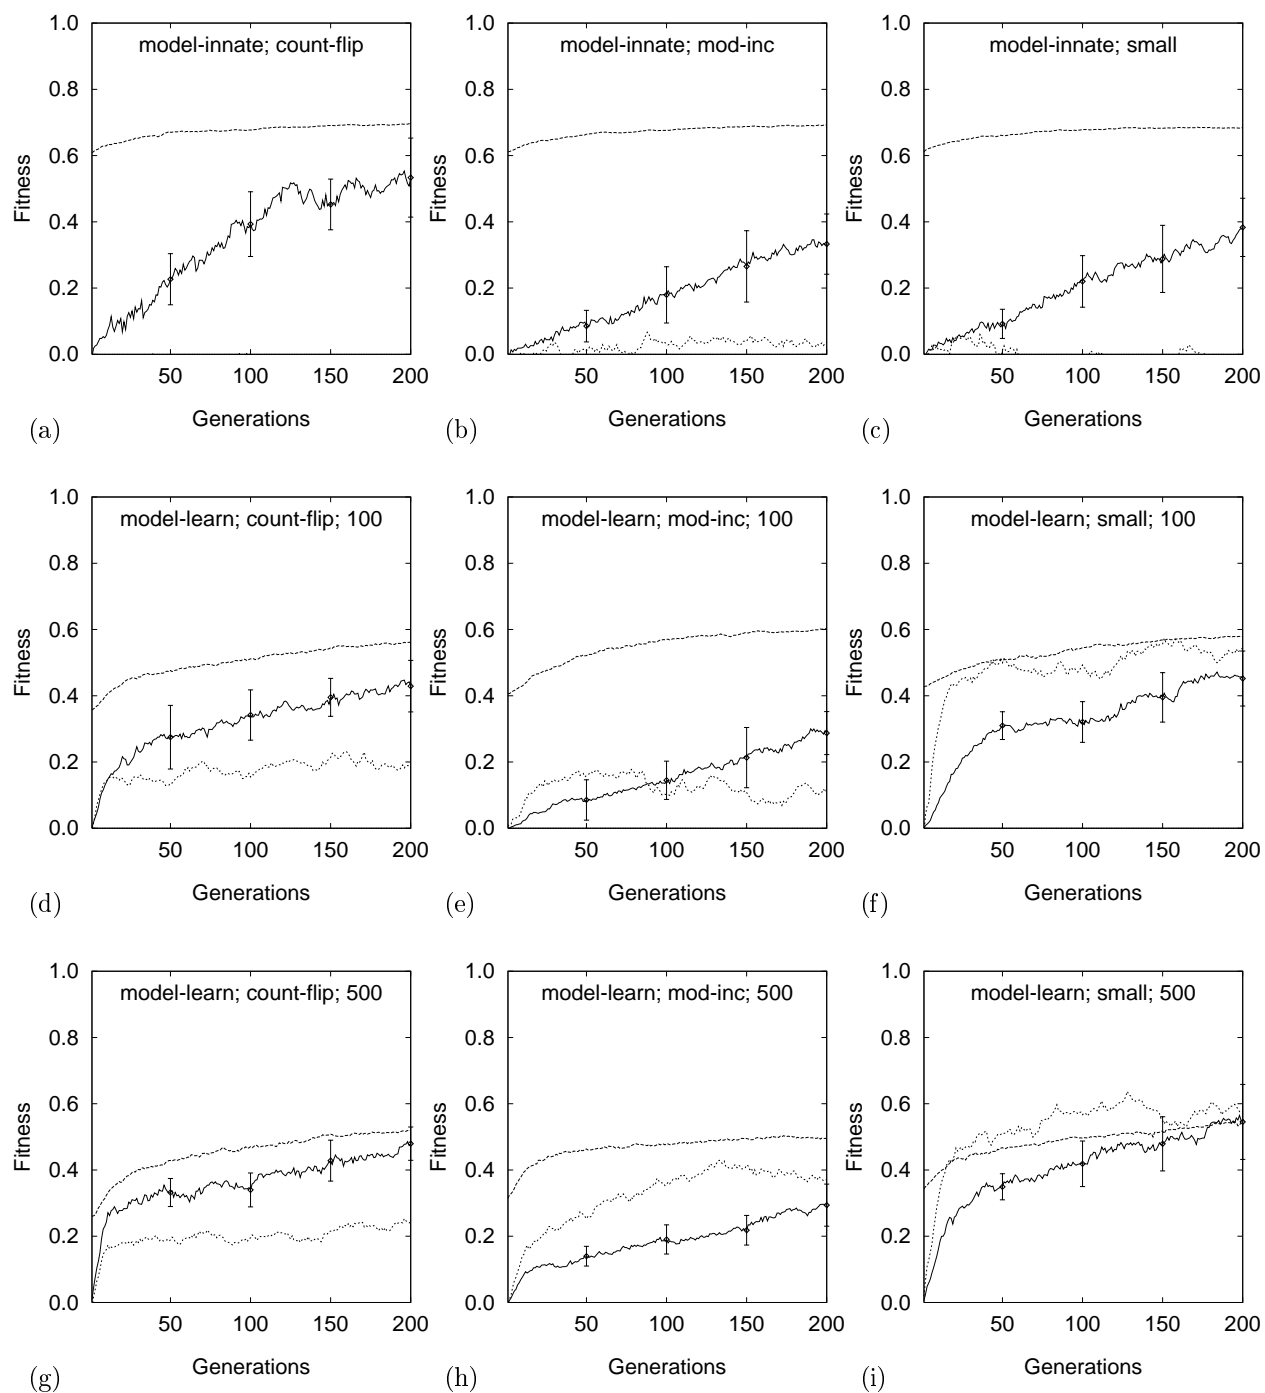 model-innate; count-flip
1.0
0.8
0.6
0.4
0.2
0.0
Fitness
50 100 150 200
Generations
(a)
model-innate; mod-inc
1.0
0.8
0.6
0.4
0.2
0.0
Fitness
50 100 150 200
Generations
(b)
model-innate; small
1.0
0.8
0.6
0.4
0.2
0.0
Fitness
50 100 150 200
Generations
(c)
model-learn; count-flip; 100
1.0
0.8
0.6
0.4
0.2
0.0
Fitness
50 100 150 200
Generations
(d)
model-learn; mod-inc; 100
1.0
0.8
0.6
0.4
0.2
0.0
Fitness
50 100 150 200
Generations
(e)
model-learn; small; 100
1.0
0.8
0.6
0.4
0.2
0.0
Fitness
50 100 150 200
Generations
(f)
model-learn; count-flip; 500
1.0
0.8
0.6
0.4
0.2
0.0
Fitness
50 100 150 200
Generations
(g)
model-learn; mod-inc; 500
1.0
0.8
0.6
0.4
0.2
0.0
Fitness
50 100 150 200
Generations
(h)
model-learn; small; 500
1.0
0.8
0.6
0.4
0.2
0.0
Fitness
50 100 150 200
Generations
(i)